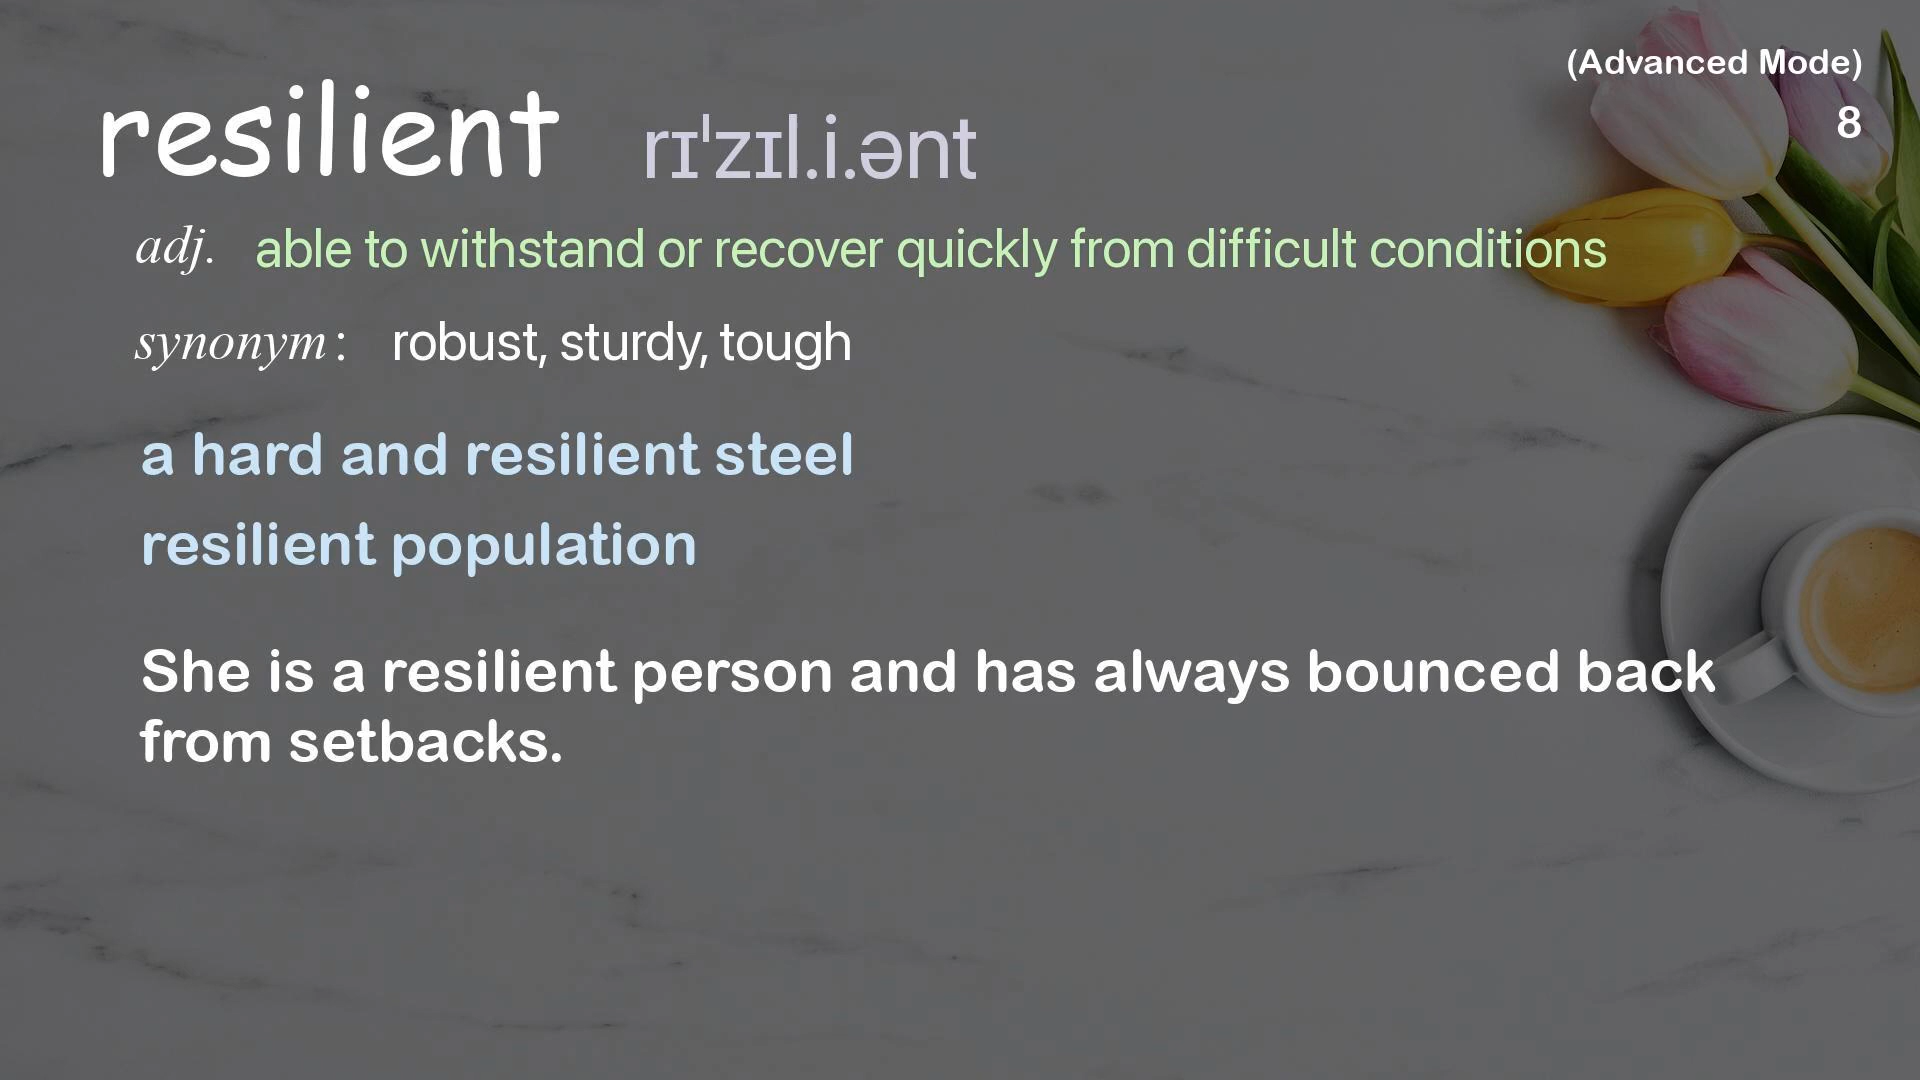 (Advanced Mode)
8
resilient rɪˈzɪl.i.ənt
adj. able to withstand or recover quickly from difficult conditions
synonym: robust, sturdy, tough
a hard and resilient steel
resilient population
She is a resilient person and has always bounced back
from setbacks.